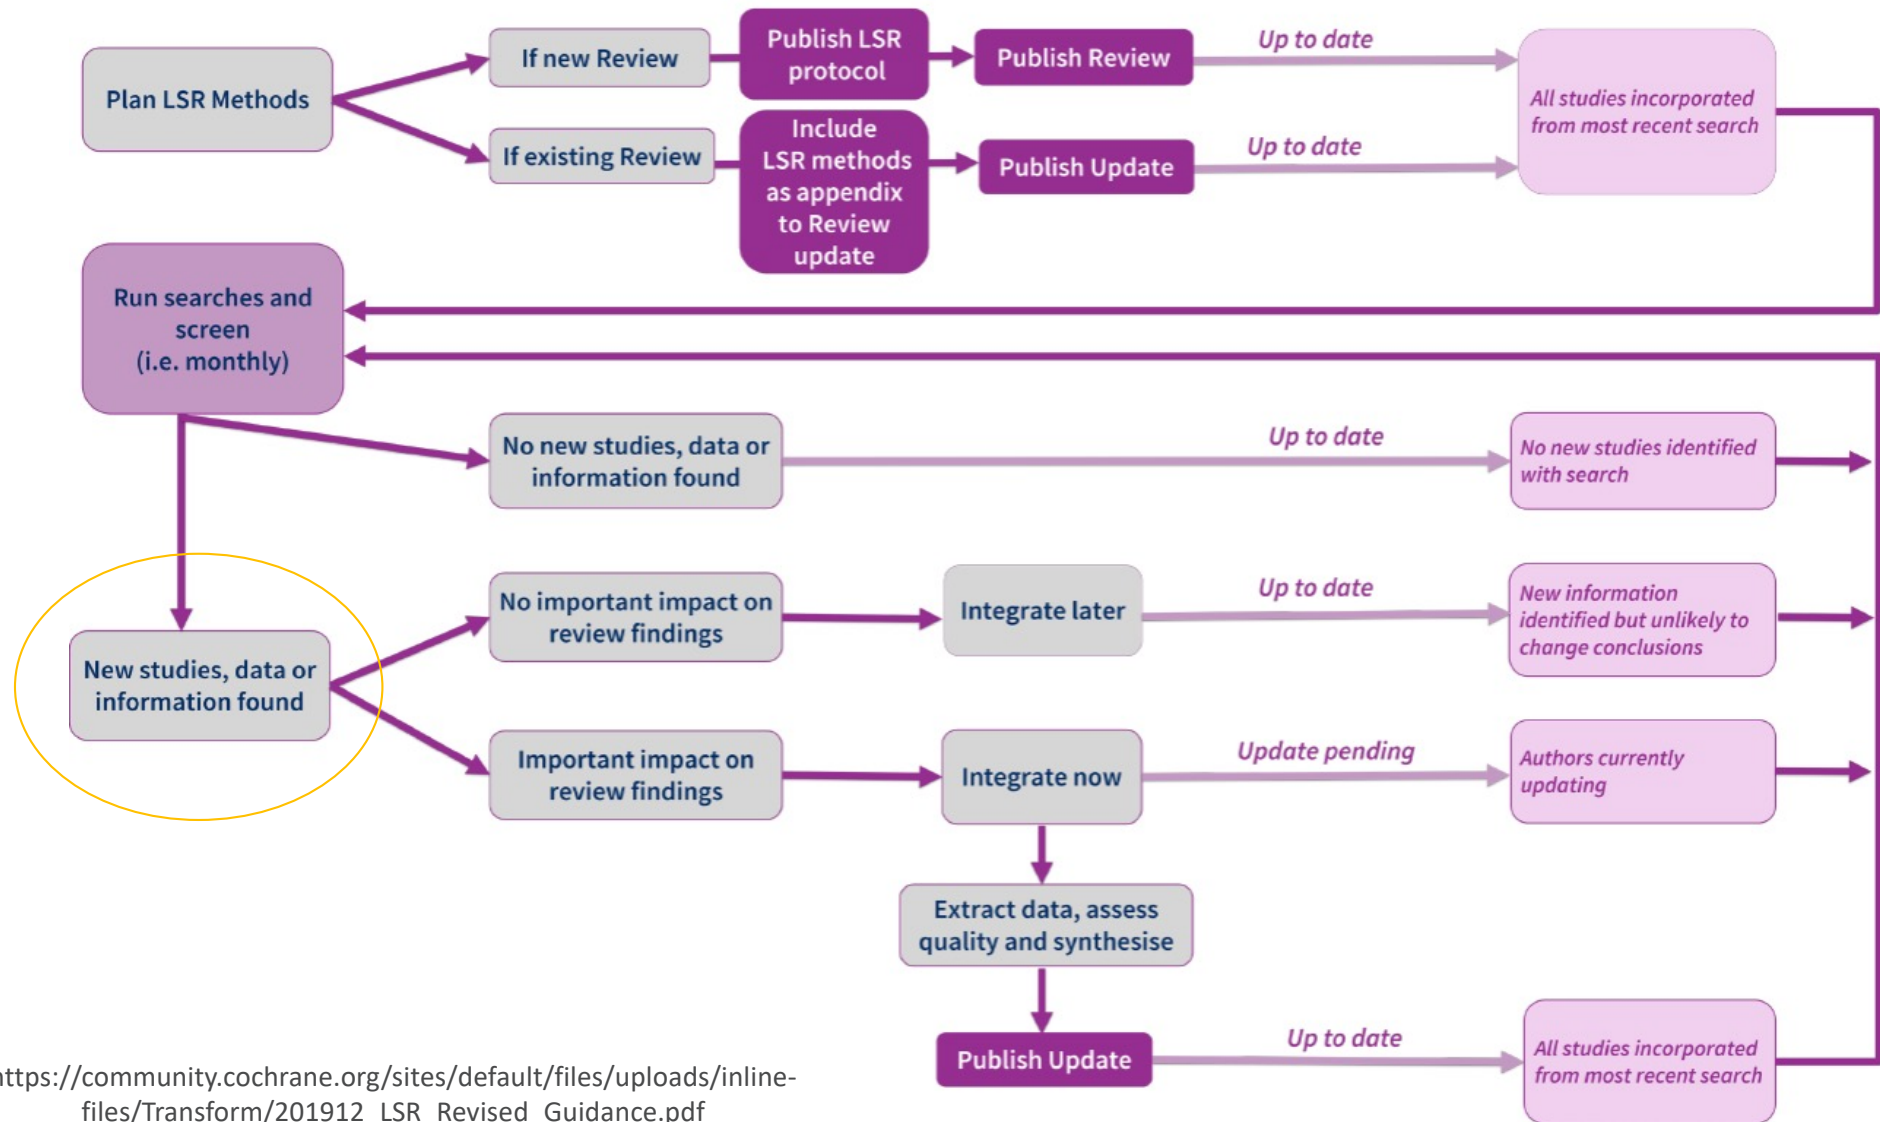 Plan LSR Methods
If new Review
Publish LSR
protocol
Publish Review
Up to date
All studies incorporated
from most recent search
If existing Review
Include
LSR methods
as appendix
to Review
update
Publish Update
Up to date
Run searches and
screen
(i.e. monthly)
No new studies, data or
information found
Up to date
No new studies identified
with search
New studies, data or
information found
No important impact on
review findings
Integrate later
Up to date
New information
identified but unlikely to
change conclusions
Important impact on
review findings
Integrate now
Update pending
Authors currently
updating
Extract data, assess
quality and synthesise
Publish Update
Up to date
All studies incorporated
from most recent search
https://community.cochrane.org/sites/default/files/uploads/inline-
files/Transform/201912_LSR_Revised_Guidance.pdf